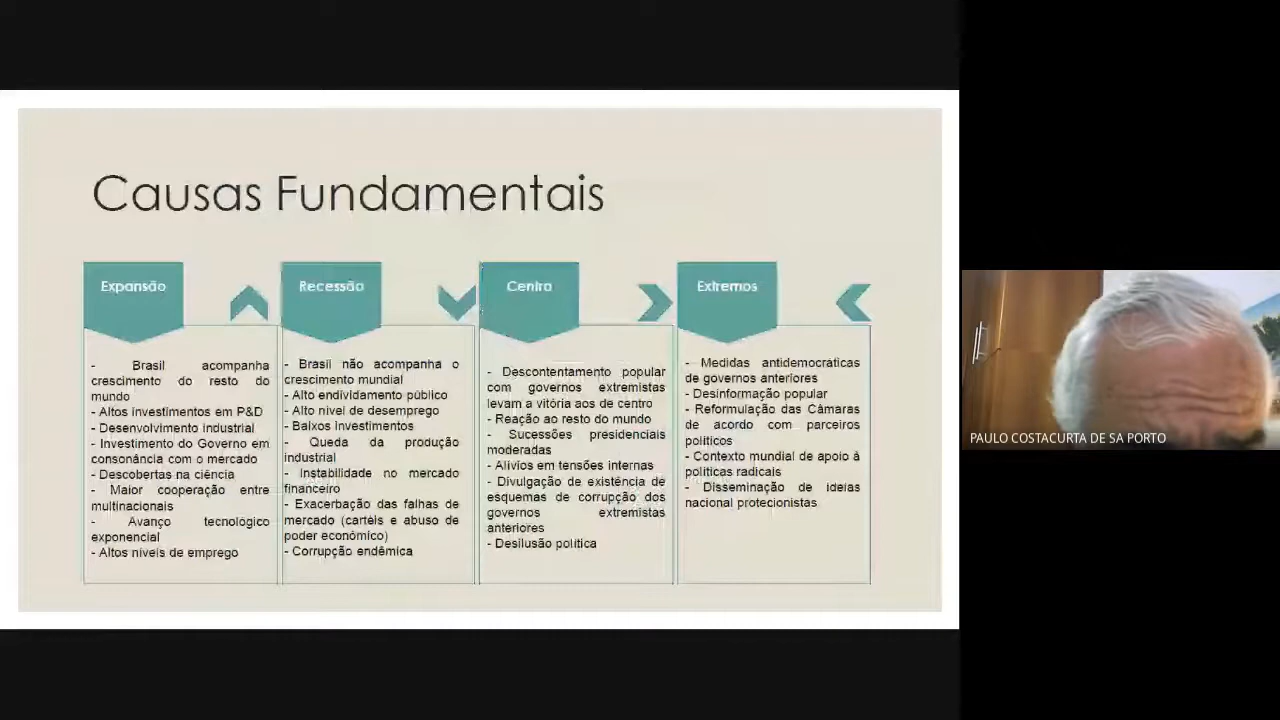 Causas Fundamentais
Expansão
- Brasil acompanha
crescimento do resto do
mundo
- Altos investimentos em P&D
- Desenvolvimento industrial
- Investimento do Governo em
consonância com o mercado
- Descobertas na ciência
- Maior cooperação entre
multinacionais
- Avanço tecnológico
exponencial
- Altos níveis de emprego
Recessão
- Brasil não acompanha o
crescimento mundial
- Alto endividamento público
- Alto nível de desemprego
- Baixos investimentos
- Queda da produção
industrial
- Instabilidade no mercado
financeiro
- Exacerbação das falhas de
mercado (cartéis e abuso de
poder econômico)
- Corrupção endêmica
Centro
- Descontentamento popular
com governos extremistas
levam a vitória aos de centro
- Reação ao resto do mundo
- Sucessões presidenciais
moderadas
- Alívios em tensões internas
- Divulgação de existência de
esquemas de corrupção dos
governos extremistas
anteriores
- Desilusão política
Extremos
- Medidas antidemocráticas
de governos anteriores
- Desinformação popular
- Reformulação das Câmaras
de acordo com parceiros
políticos
- Contexto mundial de apoio à
políticas radicais
- Disseminação de ideias
nacional protecionistas
PAULO COSTACURTA DE SA PORTO